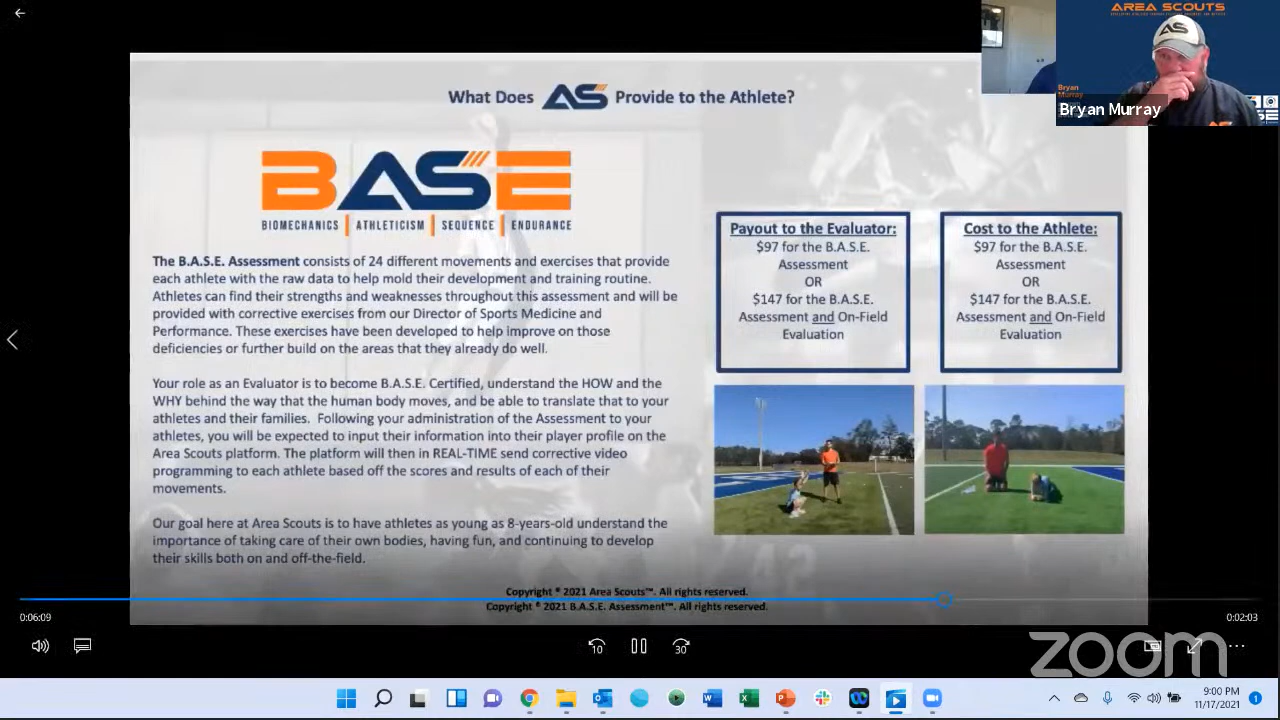 AREA SCOUTS
AS
Bryan
Murray
Bryan Murray
AS
What Does AS Provide to the Athlete?
BASE
BIOMECHANICS | ATHLETICISM | SEQUENCE | ENDURANCE
The B.A.S.E. Assessment consists of 24 different movements and exercises that provide
each athlete with the raw data to help mold their development and training routine.
Athletes can find their strengths and weaknesses throughout this assessment and will be
provided with corrective exercises from our Director of Sports Medicine and
Performance. These exercises have been developed to help improve on those
deficiencies or further build on the areas that they already do well.
Your role as an Evaluator is to become B.A.S.E. Certified, understand the HOW and the
WHY behind the way that the human body moves, and be able to translate that to your
athletes and their families. Following your administration of the Assessment to your
athletes, you will be expected to input their information into their player profile on the
Area Scouts platform. The platform will then in REAL-TIME send corrective video
programming to each athlete based off the scores and results of each of their
movements.
Our goal here at Area Scouts is to have athletes as young as 8-years-old understand the
importance of taking care of their own bodies, having fun, and continuing to develop
their skills both on and off-the-field.
Payout to the Evaluator:
$97 for the B.A.S.E.
Assessment
OR
$147 for the B.A.S.E.
Assessment and On-Field
Evaluation
Cost to the Athlete:
$97 for the B.A.S.E.
Assessment
OR
$147 for the B.A.S.E.
Assessment and On-Field
Evaluation
Copyright © 2021 Area Scouts™. All rights reserved.
Copyright © 2021 B.A.S.E. Assessment™. All rights reserved.
0:06:09
0:02:03
10
30
zoom
9:00 PM
11/17/2021
1